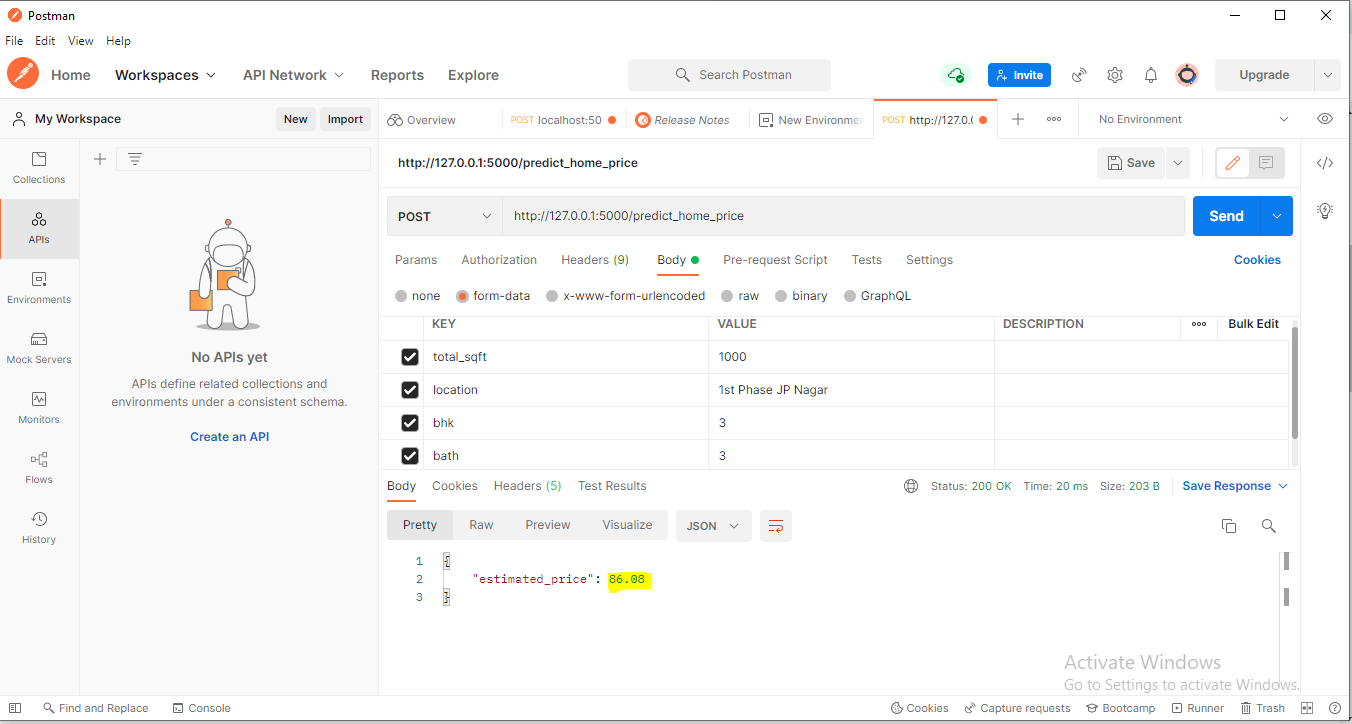 Postman
File Edit View Help
Home Workspaces API Network Reports Explore Search Postman Invite Upgrade
My Workspace New Import Overview POST localhost:50 Release Notes New Environme POST http://127.0.( No Environment
http://127.0.0.1:5000/predict_home_price Save
Collections
APIs
Environments
Mock Servers
Monitors
Flows
History
No APIs yet
APIs define related collections and
environments under a consistent schema.
Create an API
POST http://127.0.0.1:5000/predict_home_price Send
Params Authorization Headers (9) Body Pre-request Script Tests Settings Cookies
none form-data x-www-form-urlencoded raw binary GraphQL
KEY VALUE DESCRIPTION Bulk Edit
total_sqft 1000
location 1st Phase JP Nagar
bhk 3
bath 3
Body Cookies Headers (5) Test Results Status: 200 OK Time: 20 ms Size: 203 B Save Response
Pretty Raw Preview Visualize JSON
1 {
2 "estimated_price": 86.08
3 }
Activate Windows
Go to Settings to activate Windows.
Find and Replace Console Cookies Capture requests Bootcamp Runner Trash